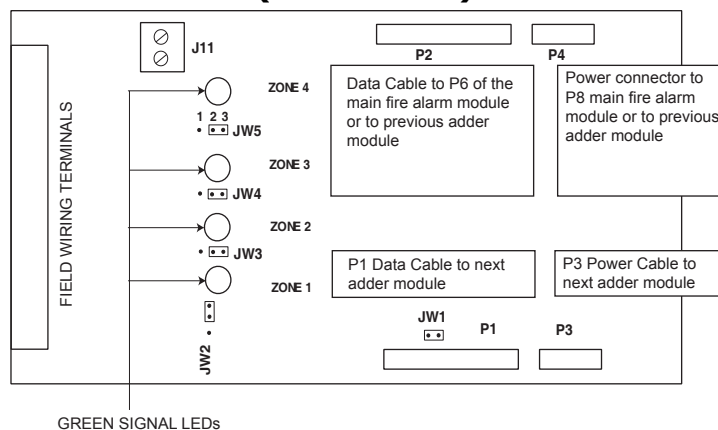 J11
P2
P4
ZONE 4
Data Cable to P6 of the
main fire alarm module
or to previous adder
module
Power connector to
P8 main fire alarm
module or to previous
adder module
1 2 3
JW5
FIELD WIRING TERMINALS
ZONE 3
JW4
ZONE 2
JW3
ZONE 1
P1 Data Cable to next
adder module
P3 Power Cable to
next adder module
JW2
JW1
P1
P3
GREEN SIGNAL LEDs